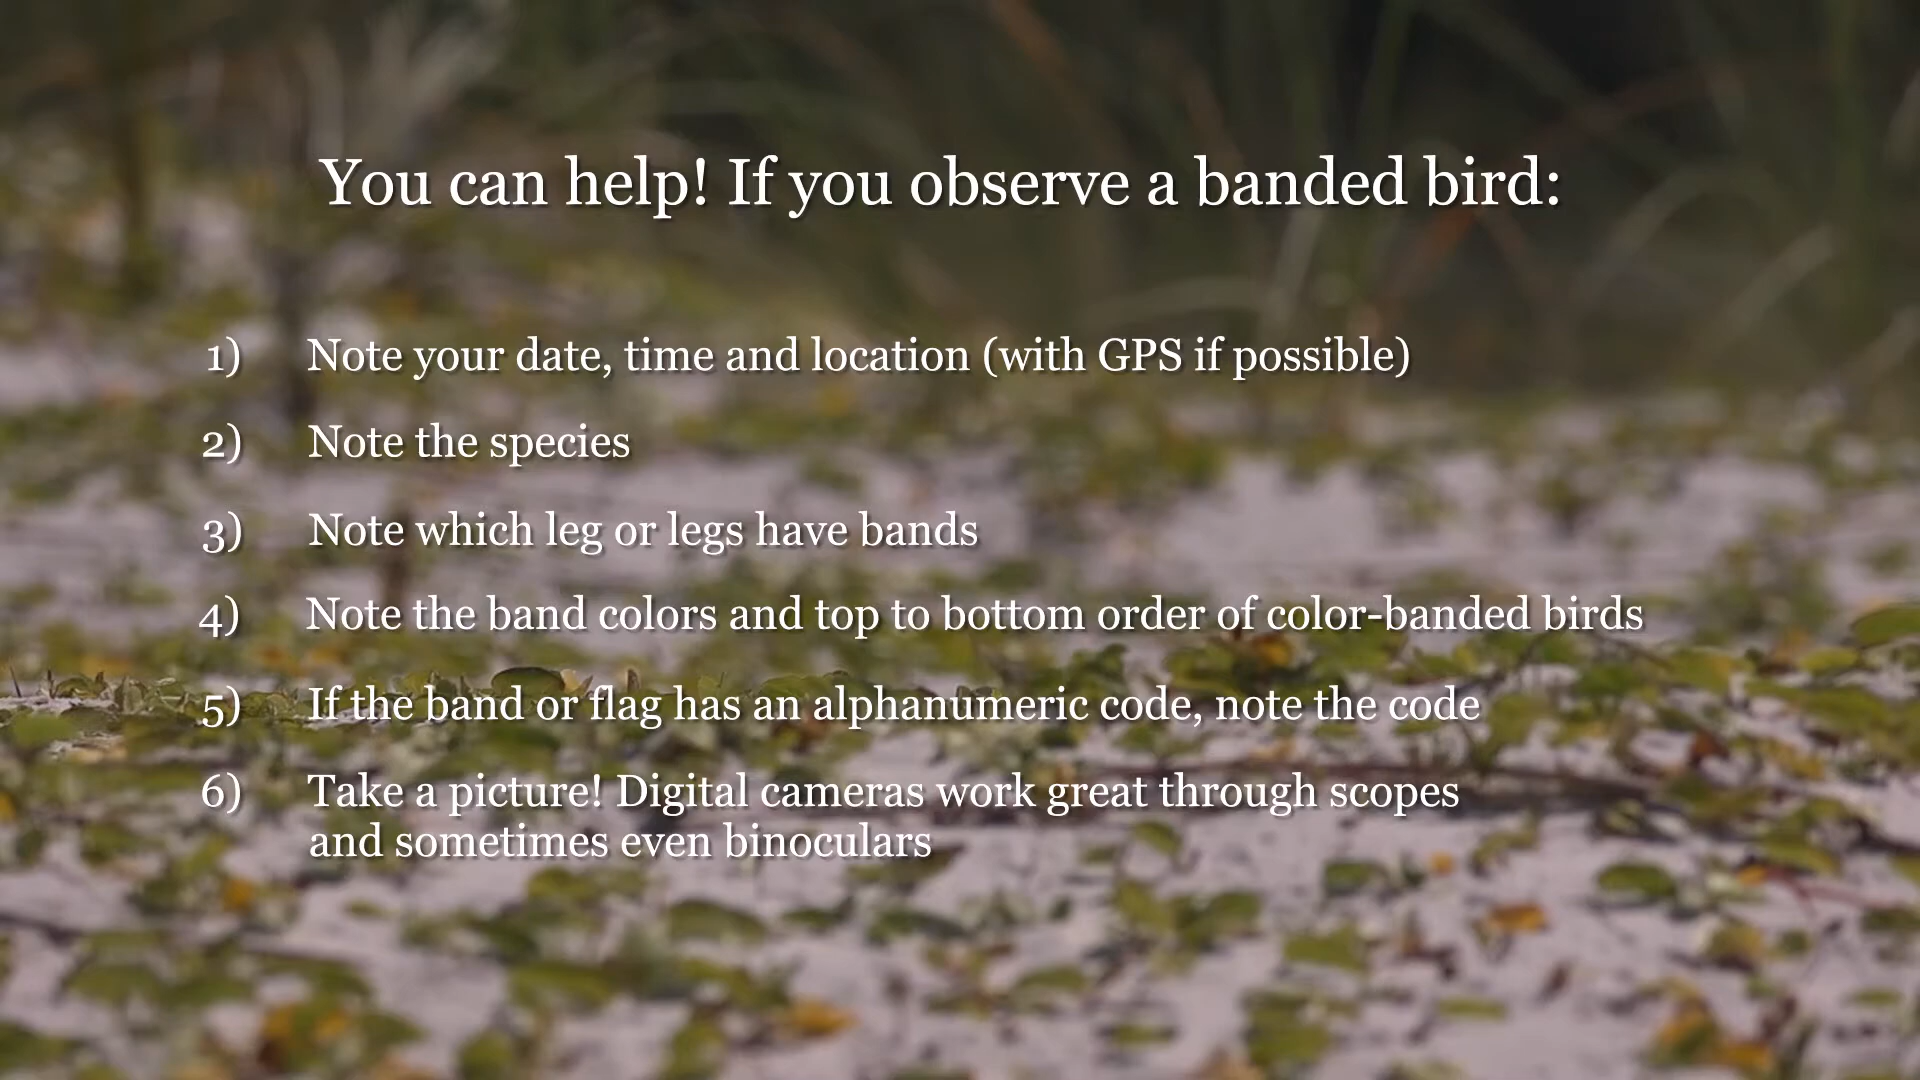 You can help! If you observe a banded bird:
1) Note your date, time and location (with GPS if possible)
2) Note the species
3) Note which leg or legs have bands
4) Note the band colors and top to bottom order of color-banded birds
5) If the band or flag has an alphanumeric code, note the code
6) Take a picture! Digital cameras work great through scopes
and sometimes even binoculars